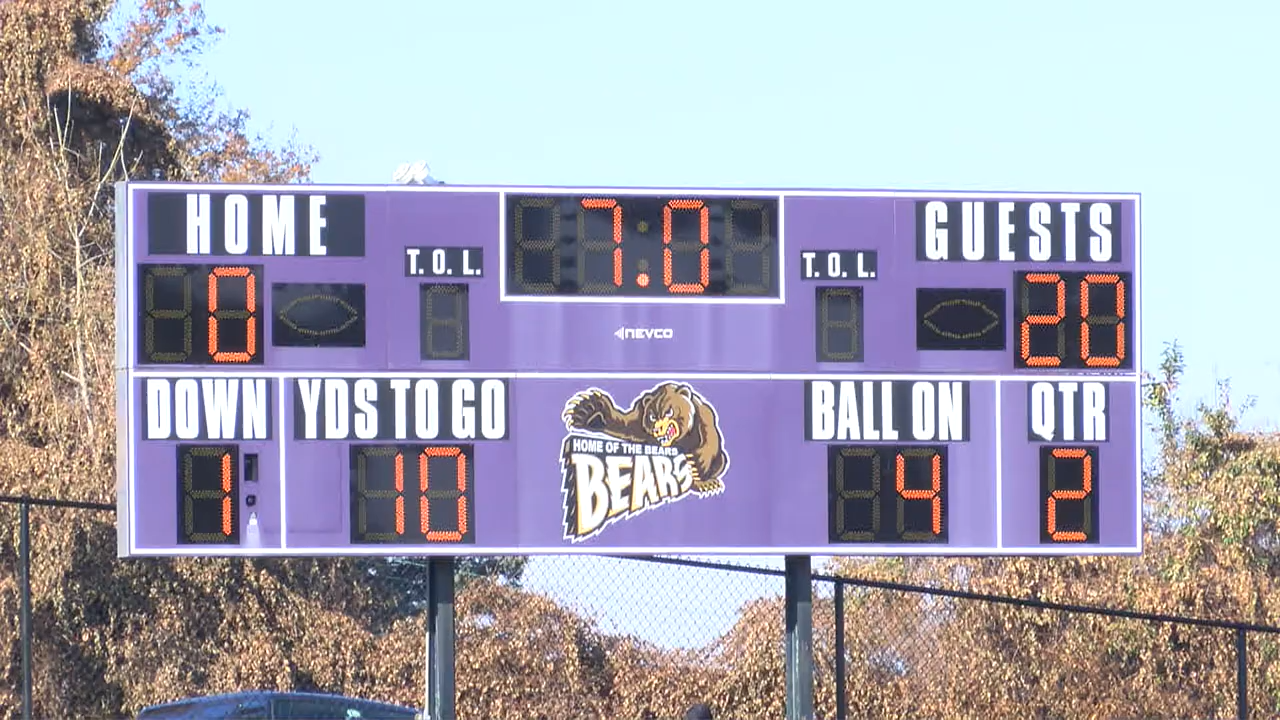 HOME
7.0
GUESTS
T. O. L.
T. O. L.
0
20
NEVCO
DOWN
YDS TO GO
BALL ON
QTR
HOME OF THE BEARS
BEARS
1
10
4
2